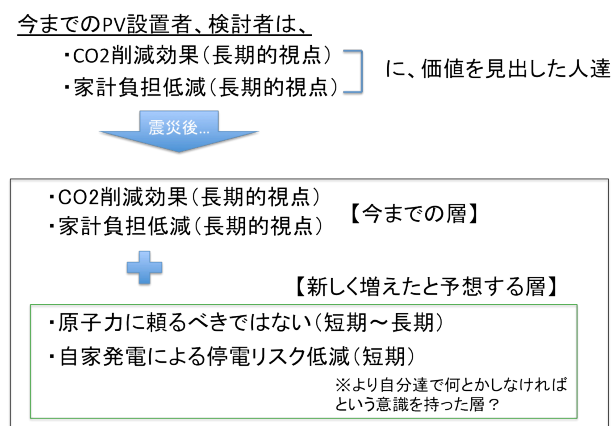 今までのPV設置者、検討者は、
・CO2削減効果（長期的視点）
・家計負担低減（長期的視点）
に、価値を見出した人達
震災後...
・CO2削減効果（長期的視点）
・家計負担低減（長期的視点）
【今までの層】
【新しく増えたと予想する層】
・原子力に頼るべきではない（短期～長期）
・自家発電による停電リスク低減（短期）
※より自分達で何とかしなければ
という意識を持った層？